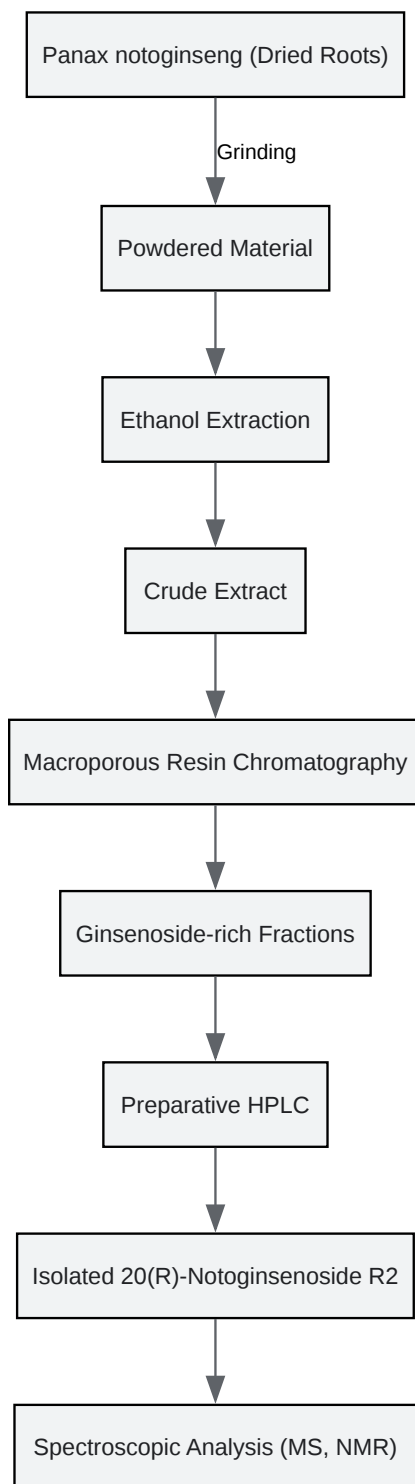 Panax notoginseng (Dried Roots)
Grinding
Powdered Material
Ethanol Extraction
Crude Extract
Macroporous Resin Chromatography
Ginsenoside-rich Fractions
Preparative HPLC
Isolated 20(R)-Notoginsenoside R2
Spectroscopic Analysis (MS, NMR)